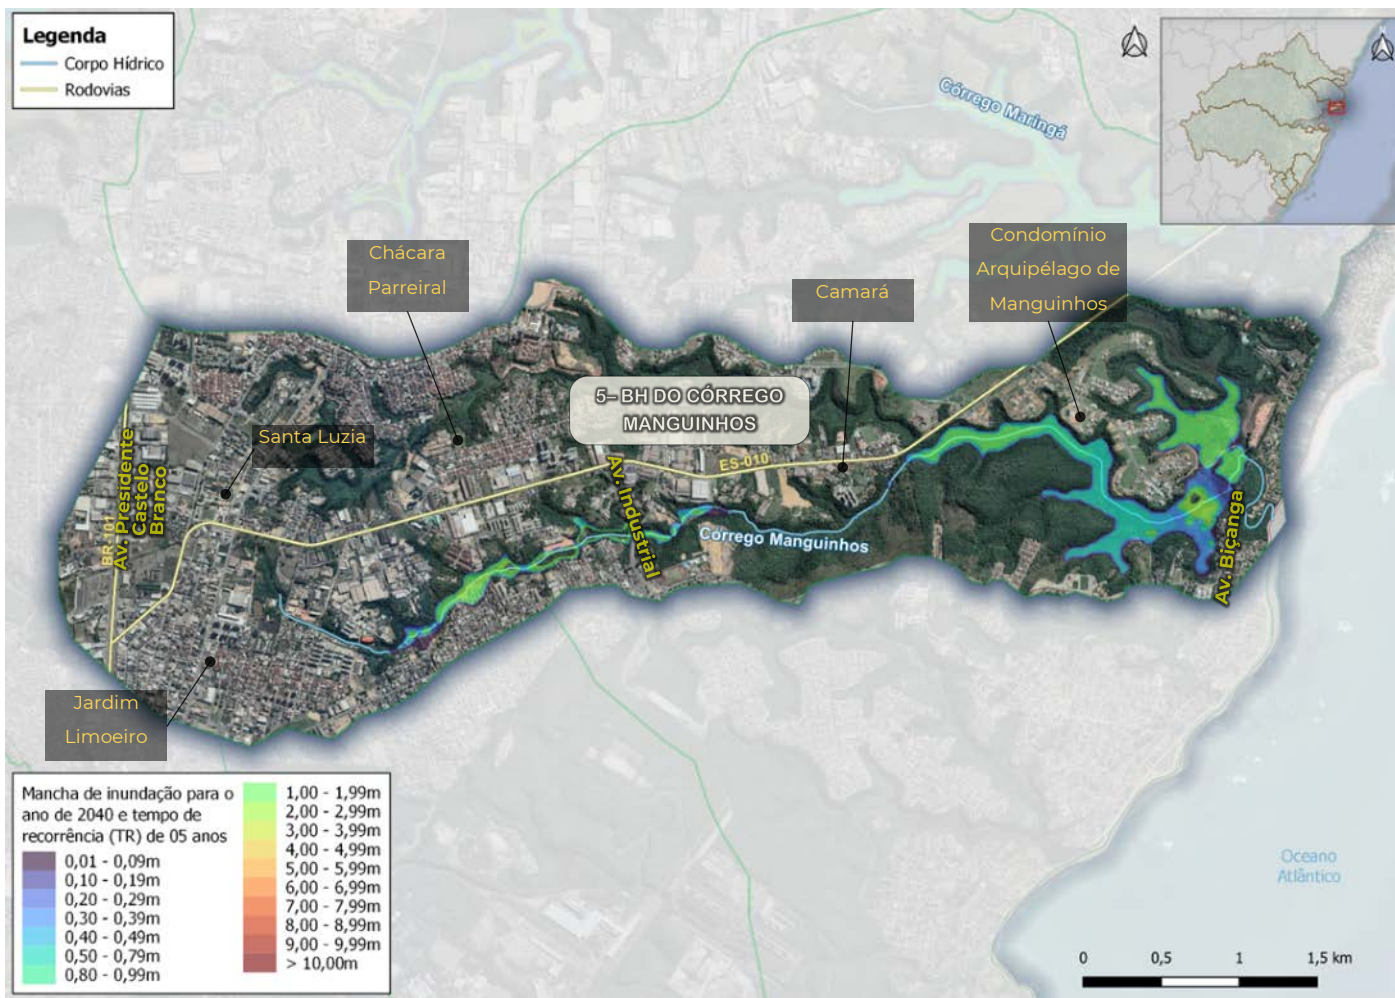 Legenda
Corpo Hídrico
Rodovias
Córrego Maringá
Chácara
Parreiral
Camará
Condomínio
Arquipélago de
Manguinhos
5– BH DO CÓRREGO
MANGUINHOS
Santa Luzia
ES-010
BR-101
Av. Presidente
Castelo
Branco
Av. Industrial
Córrego Manguinhos
Av. Biçanga
Jardim
Limoeiro
Mancha de inundação para o
ano de 2040 e tempo de
recorrência (TR) de 05 anos
0,01 - 0,09m
0,10 - 0,19m
0,20 - 0,29m
0,30 - 0,39m
0,40 - 0,49m
0,50 - 0,79m
0,80 - 0,99m
1,00 - 1,99m
2,00 - 2,99m
3,00 - 3,99m
4,00 - 4,99m
5,00 - 5,99m
6,00 - 6,99m
7,00 - 7,99m
8,00 - 8,99m
9,00 - 9,99m
> 10,00m
Oceano
Atlântico
0 0,5 1 1,5 km